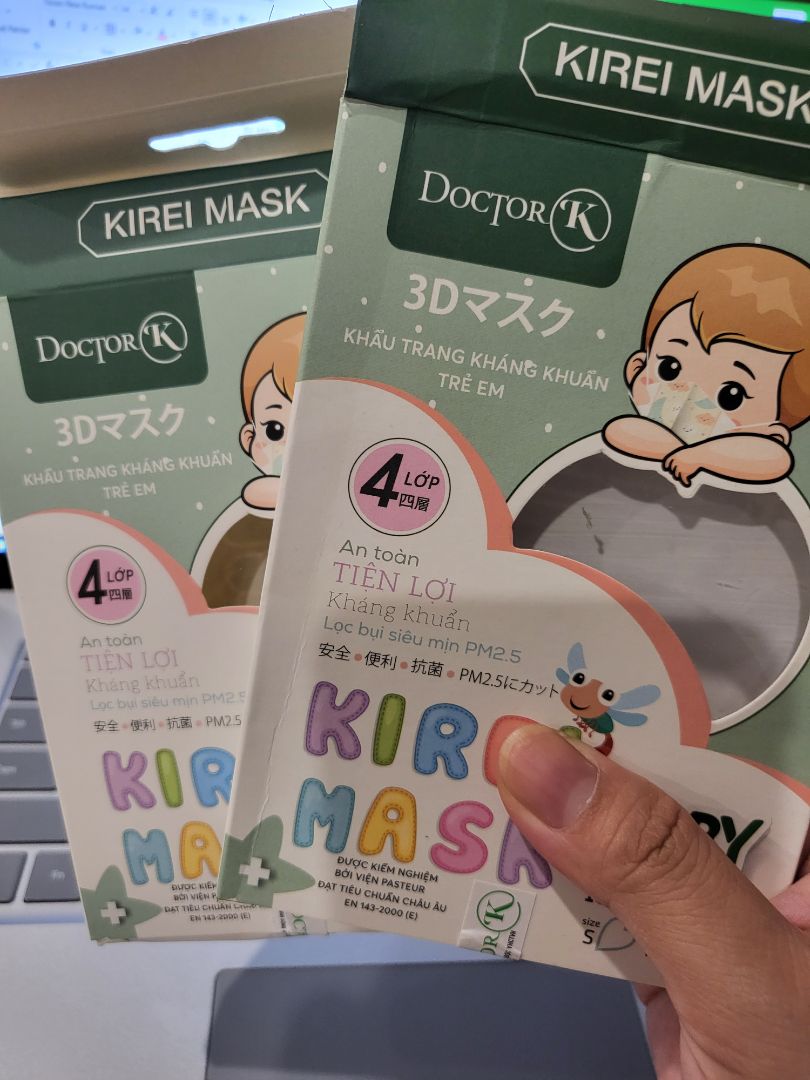 KIREI MASK
DOCTOR K
3Dマスク
KHẨU TRANG KHÁNG KHUẨN
TRẺ EM
4 LỚP
四層
An toàn
TIỆN LỢI
Kháng khuẩn
Lọc bụi siêu mịn PM2.5
安全 • 便利 • 抗菌 • PM2.5
KIR
MA
ĐƯỢC KIỂM
BỞI VIỆN
ĐẠT TIÊU CHUẨN CHÂU
EN 143-2000 (E)
KIREI MASK
DOCTOR K
3Dマスク
KHẨU TRANG KHÁNG KHUẨN
TRẺ EM
4 LỚP
四層
An toàn
TIỆN LỢI
Kháng khuẩn
Lọc bụi siêu mịn PM2.5
安全 • 便利 • 抗菌 • PM2.5にカット
KIR
MASK
ĐƯỢC KIỂM NGHIỆM
BỞI VIỆN PASTEUR
ĐẠT TIÊU CHUẨN CHÂU ÂU
EN 143-2000 (E)
size
S